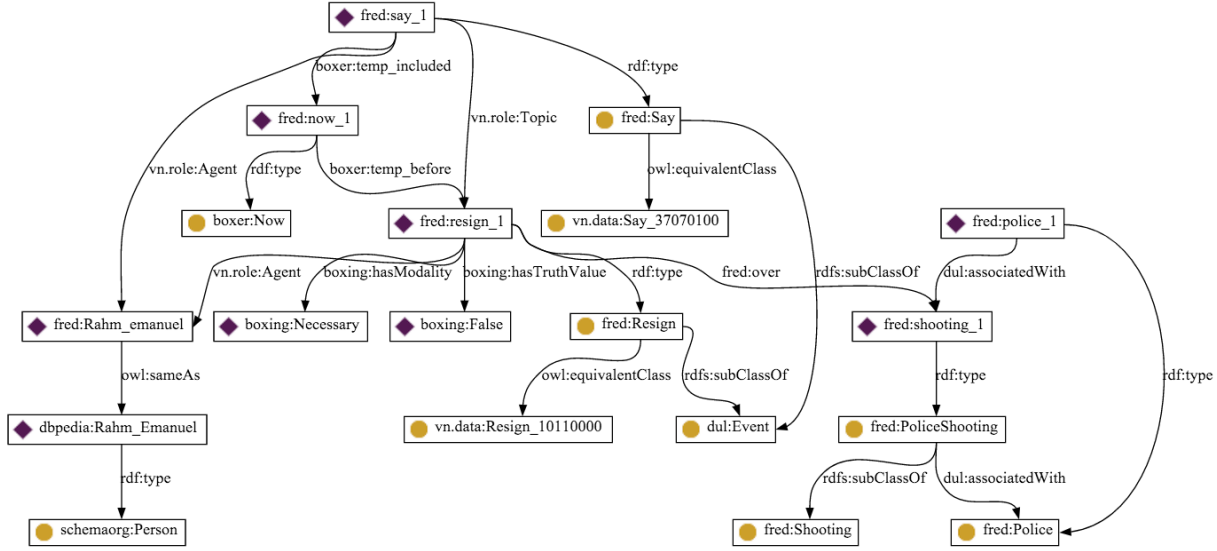 fred:say_1
boxer:temp_included
rdf:type
fred:now_1
fred:Say
vn.role:Topic
vn.role:Agent
rdf:type
boxer:temp_before
owl:equivalentClass
boxer:Now
fred:resign_1
vn.data:Say_37070100
fred:police_1
vn.role:Agent
boxing:hasModality
boxing:hasTruthValue
rdf:type
fred:over
rdfs:subClassOf
dul:associatedWith
fred:Rahm_emanuel
boxing:Necessary
boxing:False
fred:Resign
fred:shooting_1
owl:sameAs
owl:equivalentClass
rdfs:subClassOf
rdf:type
rdf:type
dbpedia:Rahm_Emanuel
vn.data:Resign_10110000
dul:Event
fred:PoliceShooting
rdf:type
rdfs:subClassOf
dul:associatedWith
schemaorg:Person
fred:Shooting
fred:Police